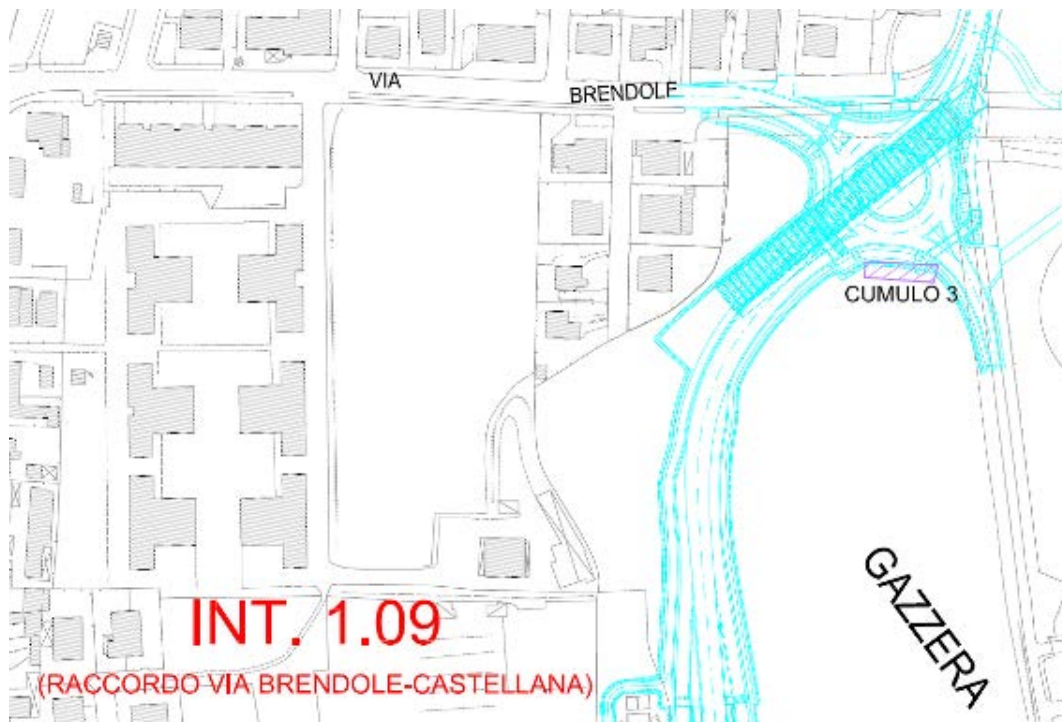 VIA
BRENDOLE
CUMULO 3
GAZZERA
INT. 1.09
(RACCORDO VIA BRENDOLE-CASTELLANA)